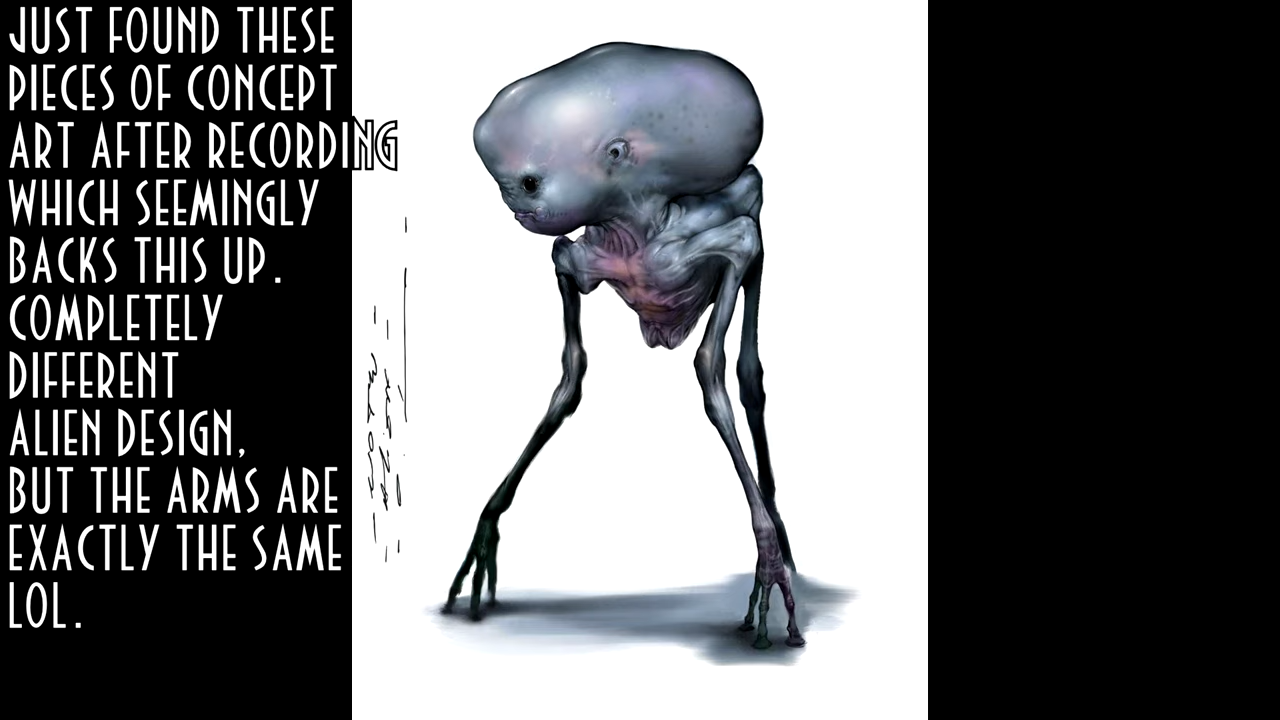 JUST FOUND THESE
PIECES OF CONCEPT
ART AFTER RECORDING
WHICH SEEMINGLY
BACKS THIS UP.
COMPLETELY
DIFFERENT
ALIEN DESIGN,
BUT THE ARMS ARE
EXACTLY THE SAME
LOL.